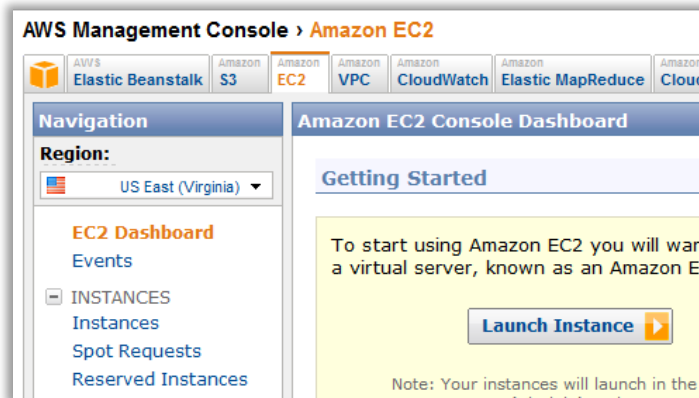 AWS Management Console › Amazon EC2
AWS Elastic Beanstalk
Amazon S3
Amazon EC2
Amazon VPC
Amazon CloudWatch
Amazon Elastic MapReduce
Amazon
Navigation
Region:
US East (Virginia)
EC2 Dashboard
Events
INSTANCES
Instances
Spot Requests
Reserved Instances
Amazon EC2 Console Dashboard
Getting Started
To start using Amazon EC2 you will
a virtual server, known as an Amazon
Launch Instance
Note: Your instances will launch in the